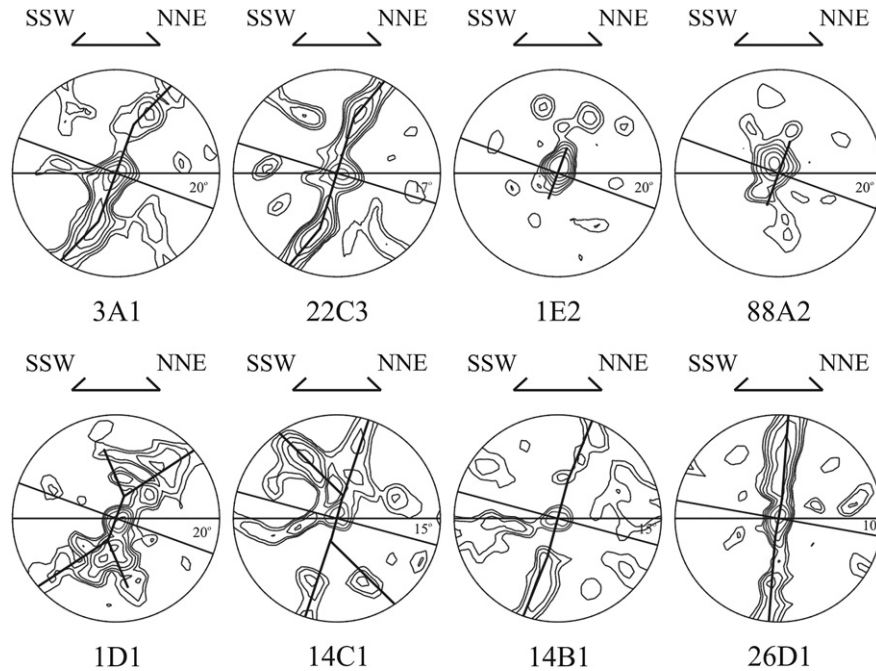 SSW NNE SSW NNE SSW NNE SSW NNE
20° 17° 20° 20°
3A1 22C3 1E2 88A2
SSW NNE SSW NNE SSW NNE SSW NNE
20° 15° 15° 10°
1D1 14C1 14B1 26D1